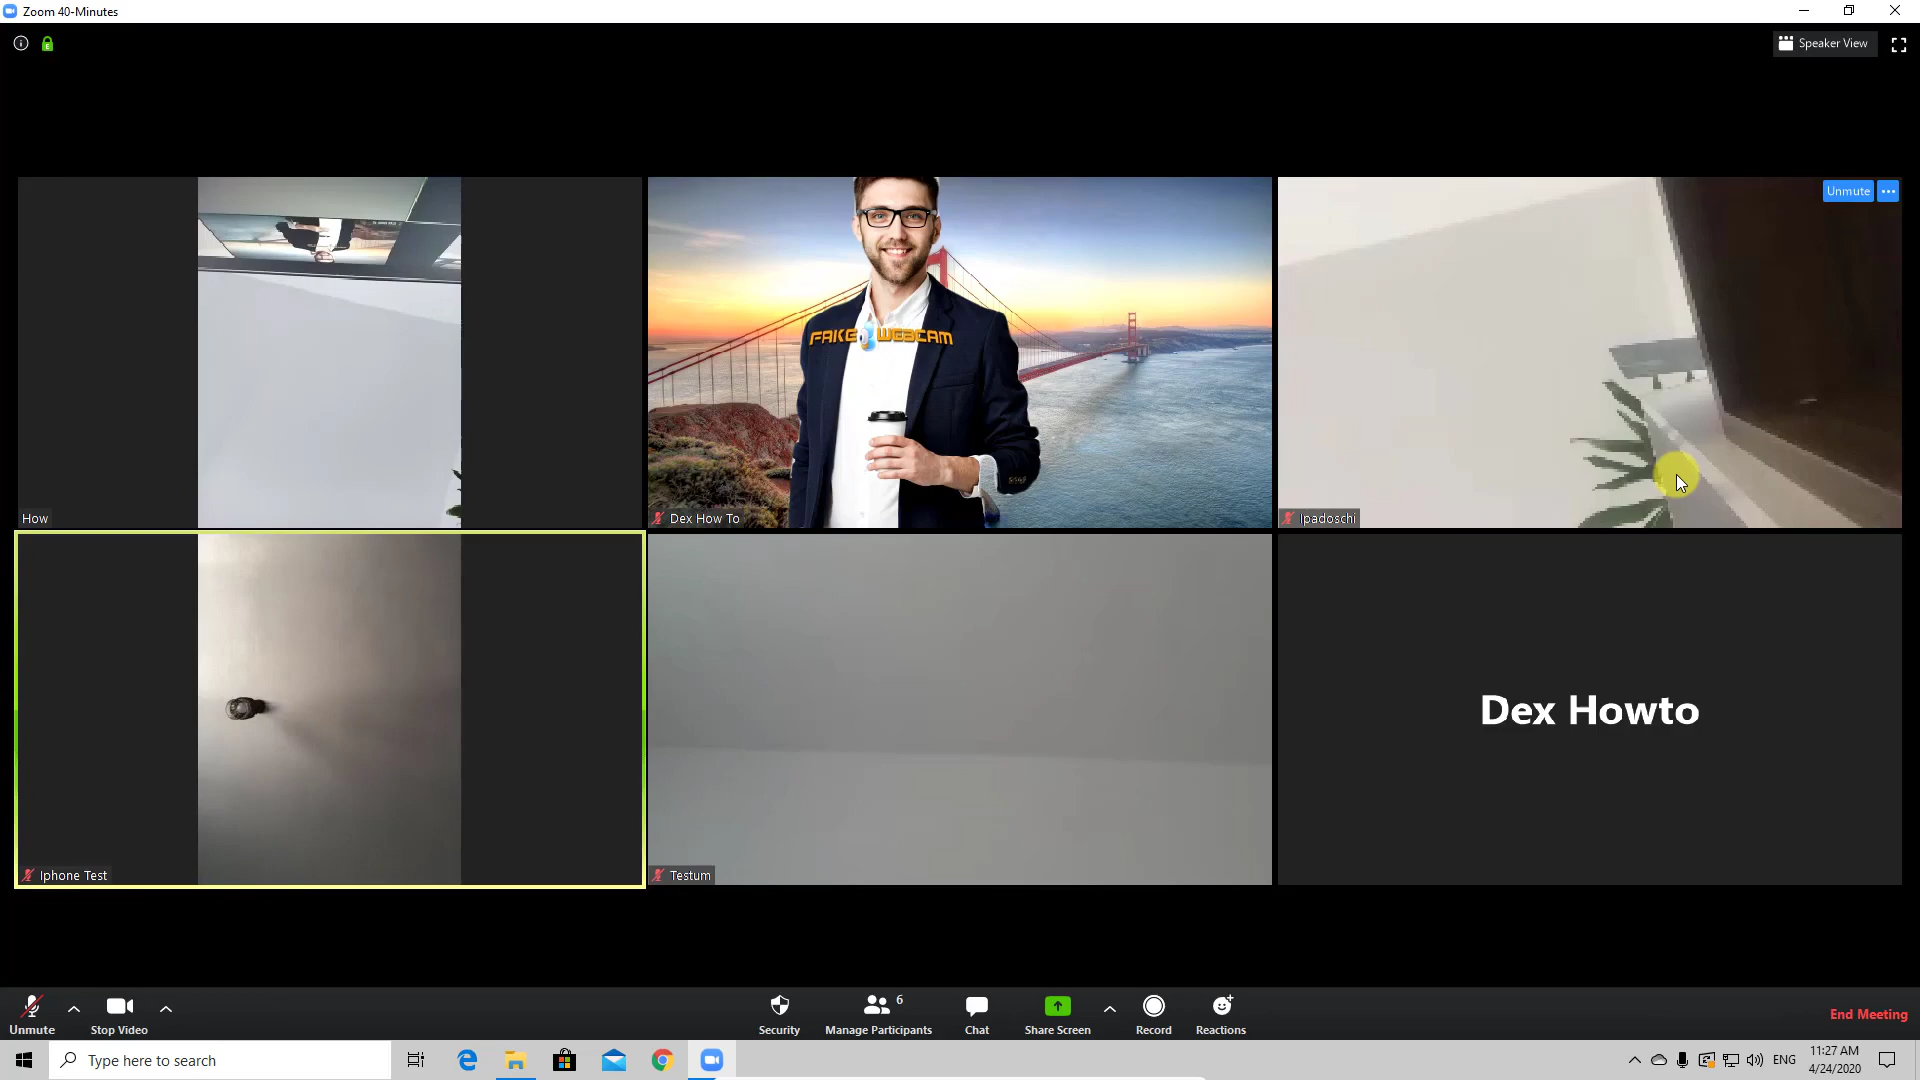 Zoom 40-Minutes
Speaker View
Unmute
FAKE WEBCAM
How
Dex How To
Ipadoschi
Dex Howto
Iphone Test
Testum
6
Unmute
Stop Video
Security
Manage Participants
Chat
Share Screen
Record
Reactions
End Meeting
Type here to search
ENG
11:27 AM
4/24/2020